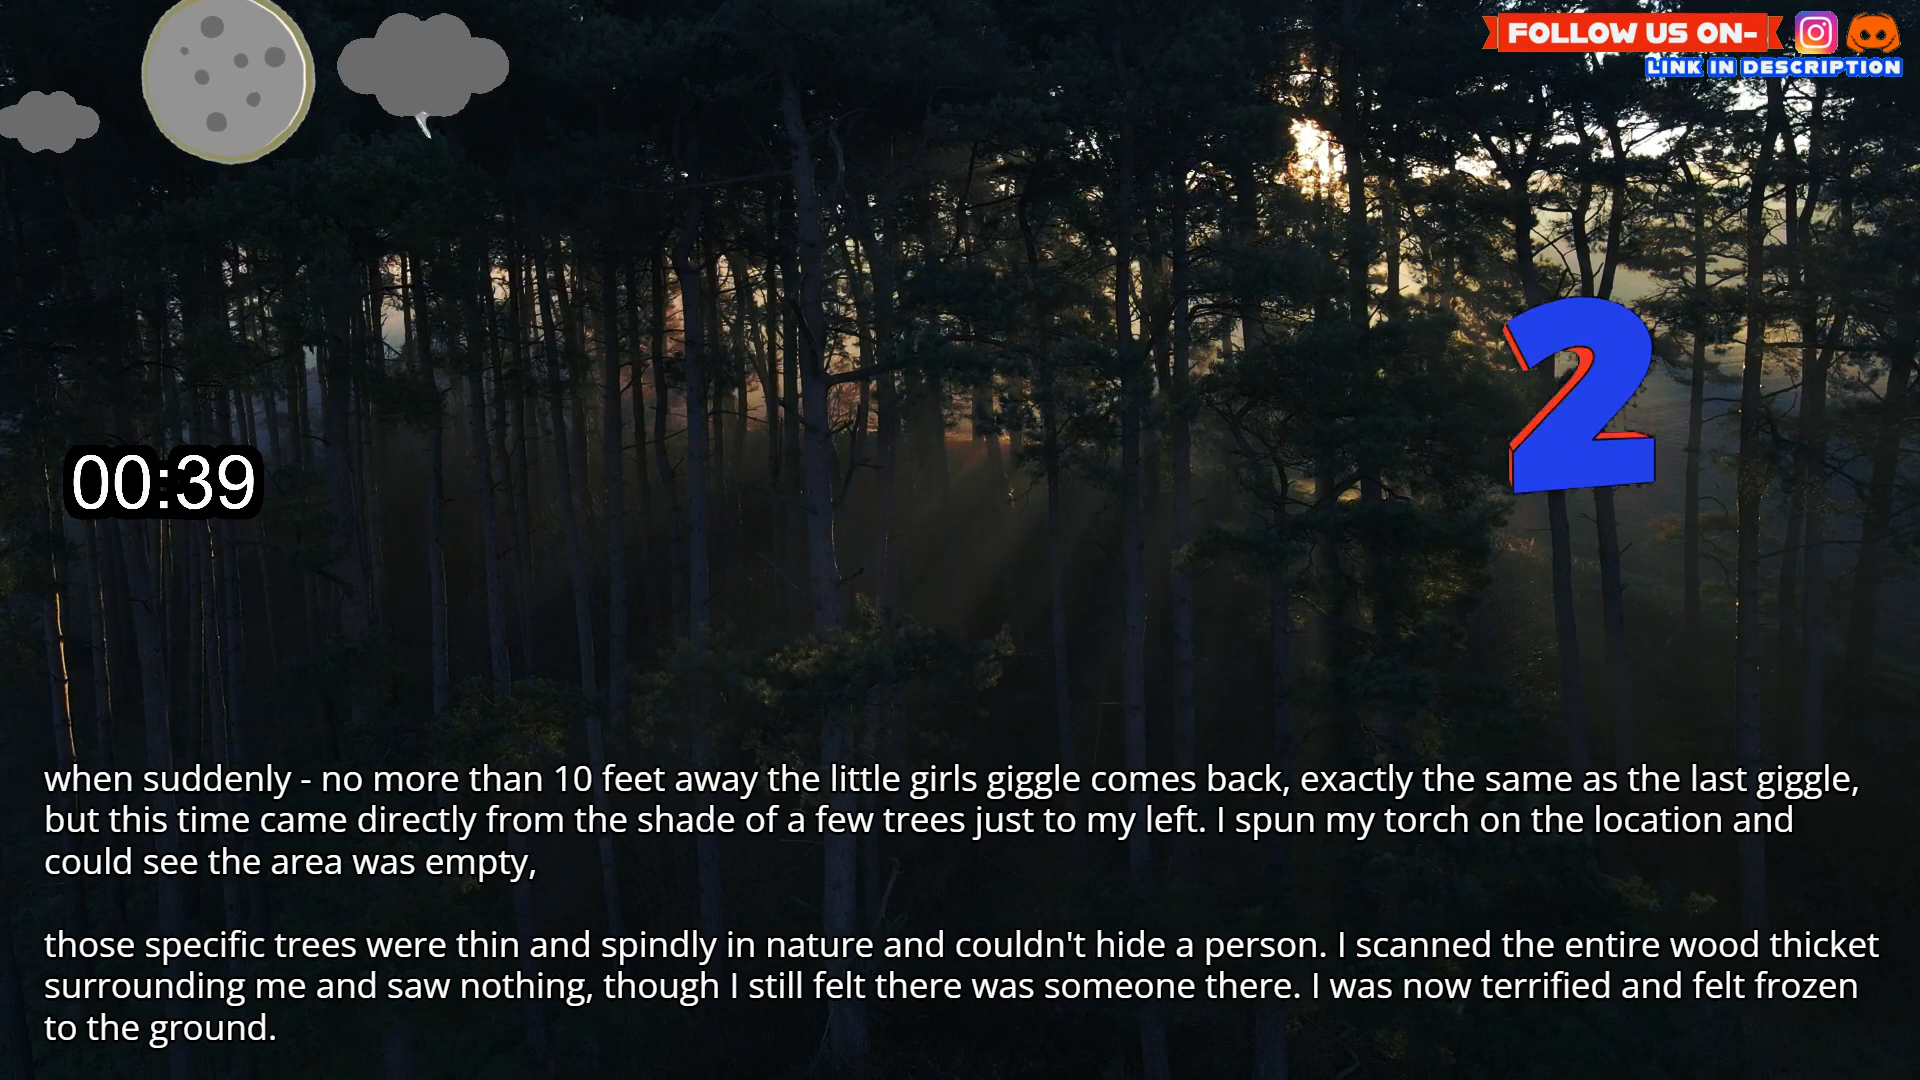 FOLLOW US ON-
LINK IN DESCRIPTION
2
00:39
when suddenly - no more than 10 feet away the little girls giggle comes back, exactly the same as the last giggle,
but this time came directly from the shade of a few trees just to my left. I spun my torch on the location and
could see the area was empty,
those specific trees were thin and spindly in nature and couldn't hide a person. I scanned the entire wood thicket
surrounding me and saw nothing, though I still felt there was someone there. I was now terrified and felt frozen
to the ground.